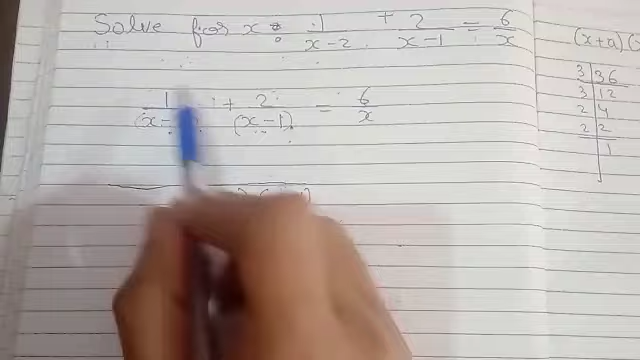 Solve for x : 1/(x-2) + 2/(x-1) = 6/x
1/(x- + 2/(x-1) = 6/x
(x+a)(
3 | 36
3 | 12
2 | 4
2 | 2
| 1